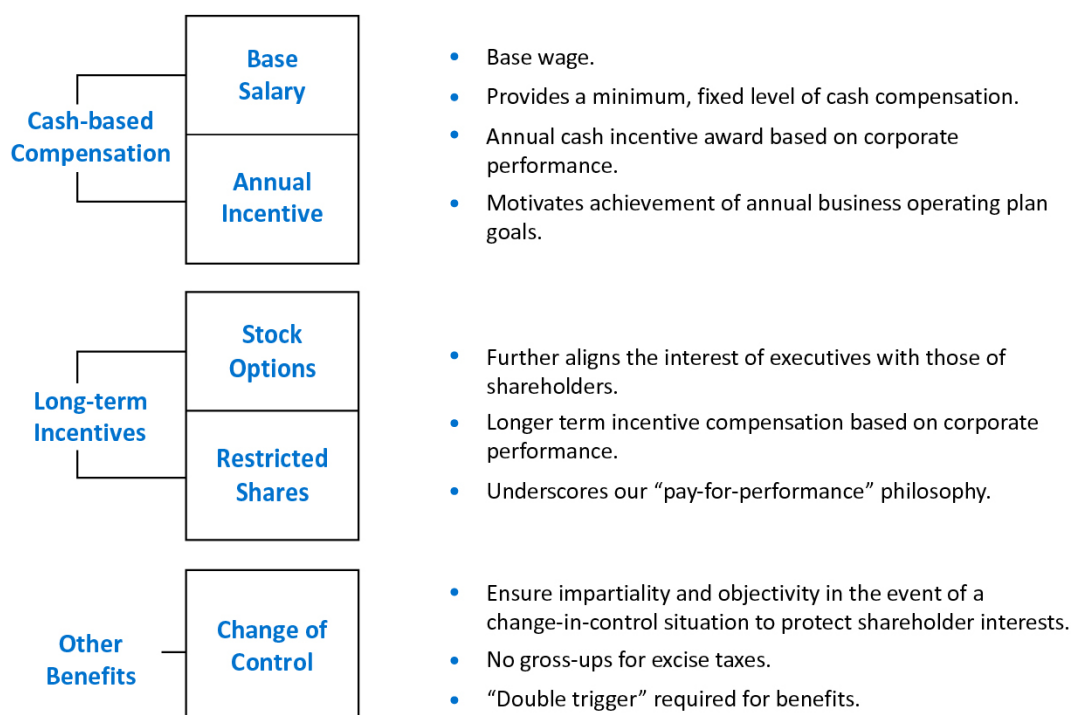 Base
Salary
Cash-based
Compensation
Annual
Incentive
• Base wage.
• Provides a minimum, fixed level of cash compensation.
• Annual cash incentive award based on corporate
performance.
• Motivates achievement of annual business operating plan
goals.
Stock
Options
Long-term
Incentives
Restricted
Shares
• Further aligns the interest of executives with those of
shareholders.
• Longer term incentive compensation based on corporate
performance.
• Underscores our “pay-for-performance” philosophy.
Other
Benefits
Change of
Control
• Ensure impartiality and objectivity in the event of a
change-in-control situation to protect shareholder interests.
• No gross-ups for excise taxes.
• “Double trigger” required for benefits.